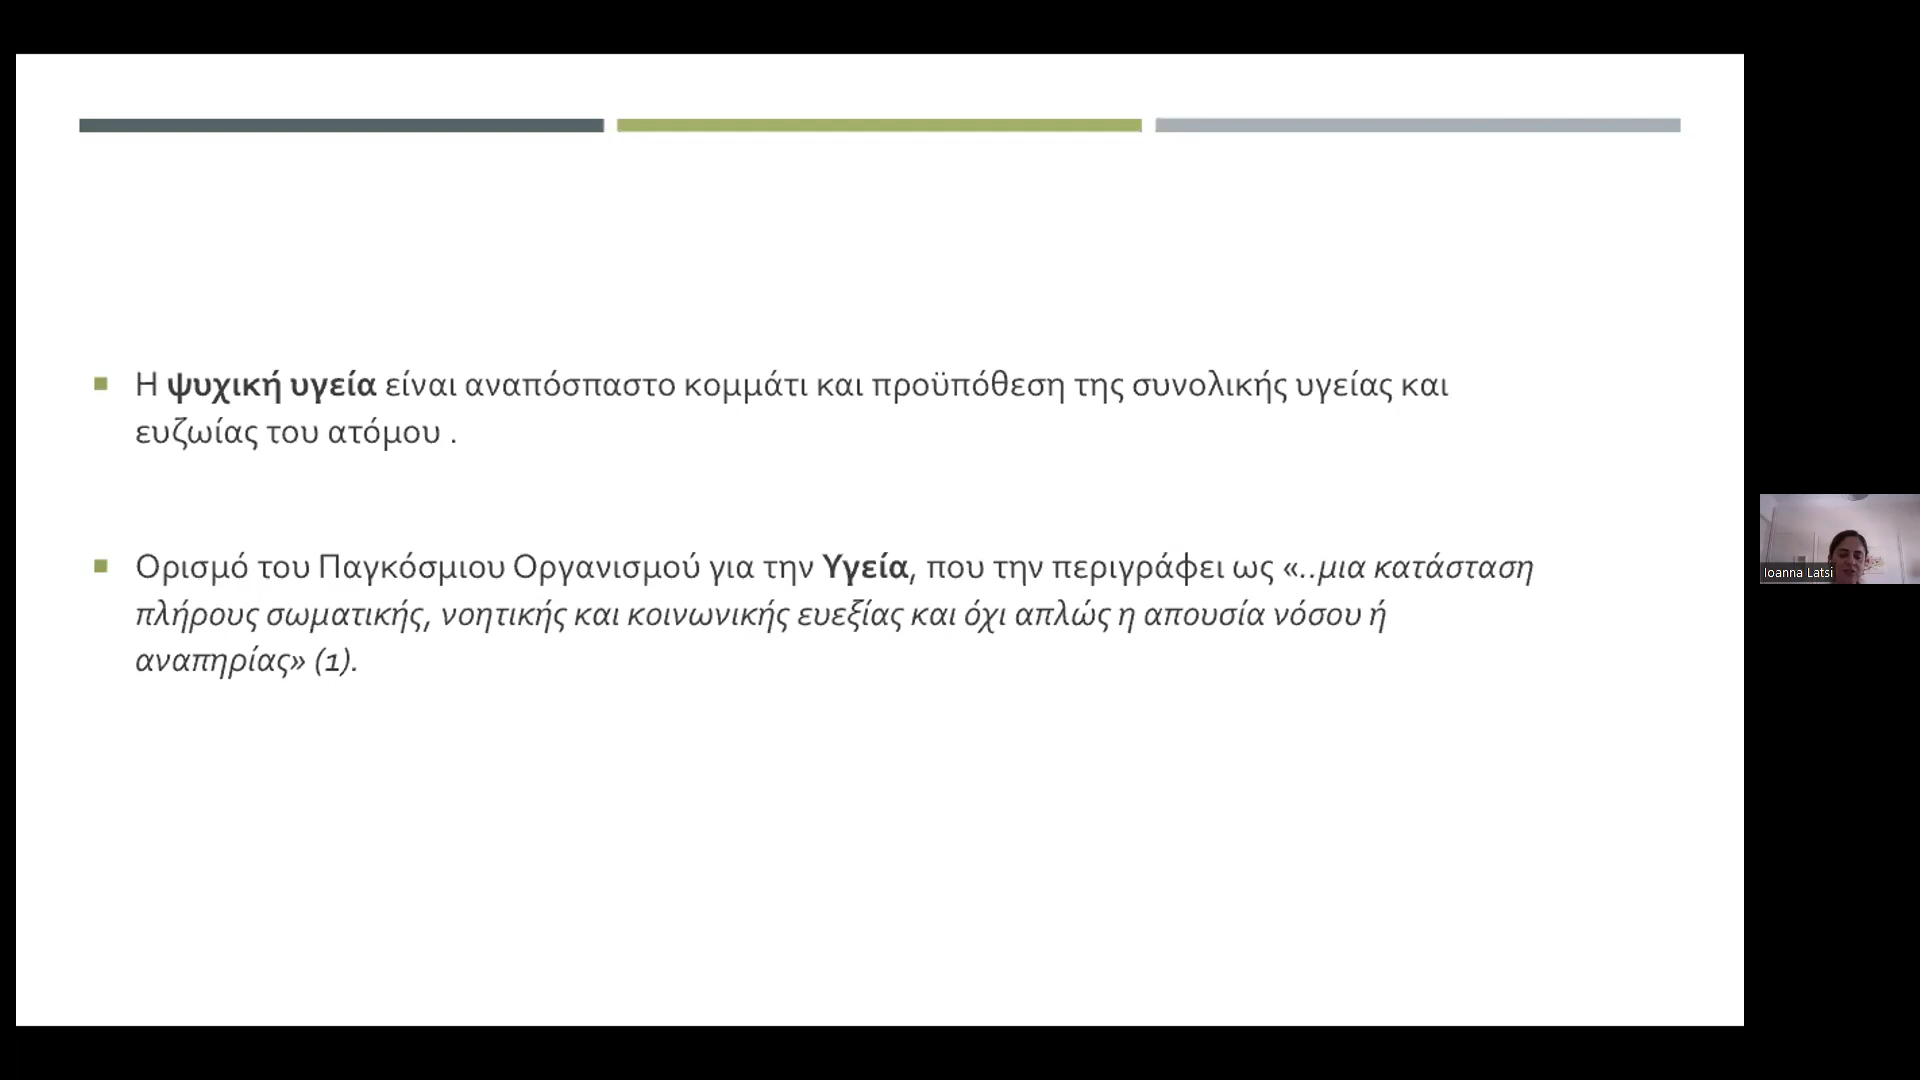 Η ψυχική υγεία είναι αναπόσπαστο κομμάτι και προϋπόθεση της συνολικής υγείας και
ευζωίας του ατόμου .
Ορισμό του Παγκόσμιου Οργανισμού για την Υγεία, που την περιγράφει ως «..μια κατάσταση
πλήρους σωματικής, νοητικής και κοινωνικής ευεξίας και όχι απλώς η απουσία νόσου ή
αναπηρίας» (1).
Ioanna Latsi